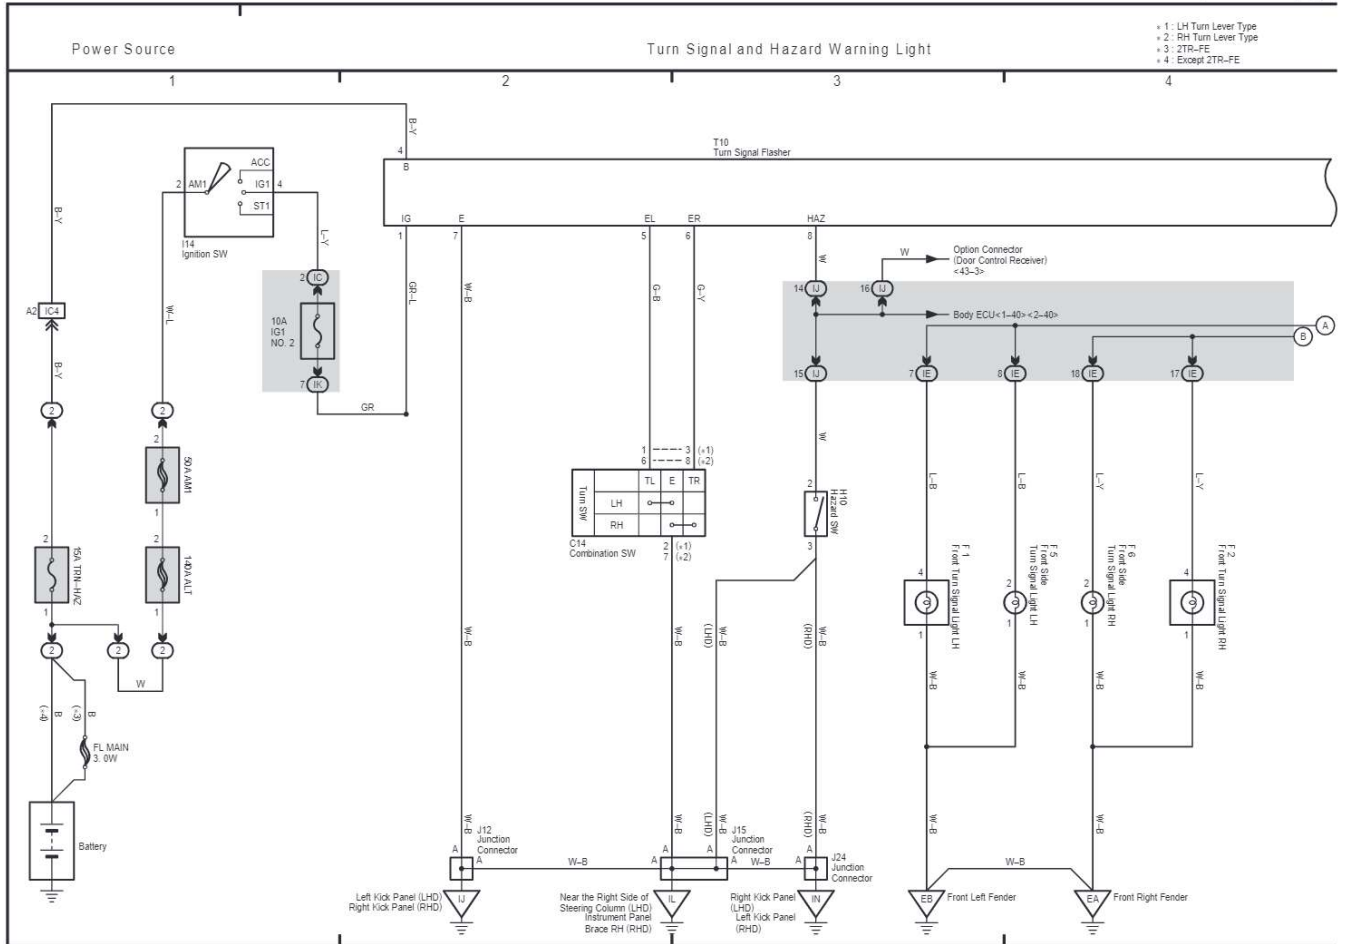 * 1 : LH Turn Lever Type
* 2 : RH Turn Lever Type
* 3 : 2TR–FE
* 4 : Except 2TR–FE
Power Source
Turn Signal and Hazard Warning Light
1
2
3
4
B–Y
4
B
T10
Turn Signal Flasher
ACC
2
AM1
IG1
4
ST1
I14
Ignition SW
IG
E
EL
ER
HAZ
1
7
5
6
8
B–Y
L–Y
W–L
GR–L
W–B
G–B
G–Y
W
W
Option Connector
(Door Control Receiver)
<43–3>
2
IC
14
IJ
16
IJ
A2
IC4
10A
IG1
NO. 2
Body ECU<1–40><2–40>
A
B
B–Y
7
IK
15
IJ
7
IE
8
IE
18
IE
17
IE
GR
2
2
2
50A AM1
1
W
1
3
(*1)
6
8
(*2)
Turn SW
TL
E
TR
LH
RH
C14
Combination SW
2
(*1)
7
(*2)
2
H10
Hazard SW
3
L–B
L–B
L–Y
L–Y
2
15A TRN–HAZ
1
2
140A ALT
1
4
F 1
Front Turn Signal Light LH
1
2
F 5
Front Side
Turn Signal Light LH
1
2
F 6
Front Side
Turn Signal Light RH
1
4
F 2
Front Turn Signal Light RH
1
2
2
2
W
W–B
W–B
(LHD)
W–B
(RHD)
W–B
W–B
W–B
W–B
W–B
(*4)
B
(*3)
B
FL MAIN
3. 0W
Battery
W–B
W–B
(LHD)
W–B
(RHD)
W–B
W–B
W–B
A
J12
Junction
Connector
A
W–B
A
A
A
J15
Junction
Connector
A
W–B
A
A
J24
Junction
Connector
W–B
Left Kick Panel (LHD)
Right Kick Panel (RHD)
IJ
Near the Right Side of
Steering Column (LHD)
Instrument Panel
Brace RH (RHD)
IL
Right Kick Panel
(LHD)
Left Kick Panel
(RHD)
IN
EB
Front Left Fender
EA
Front Right Fender